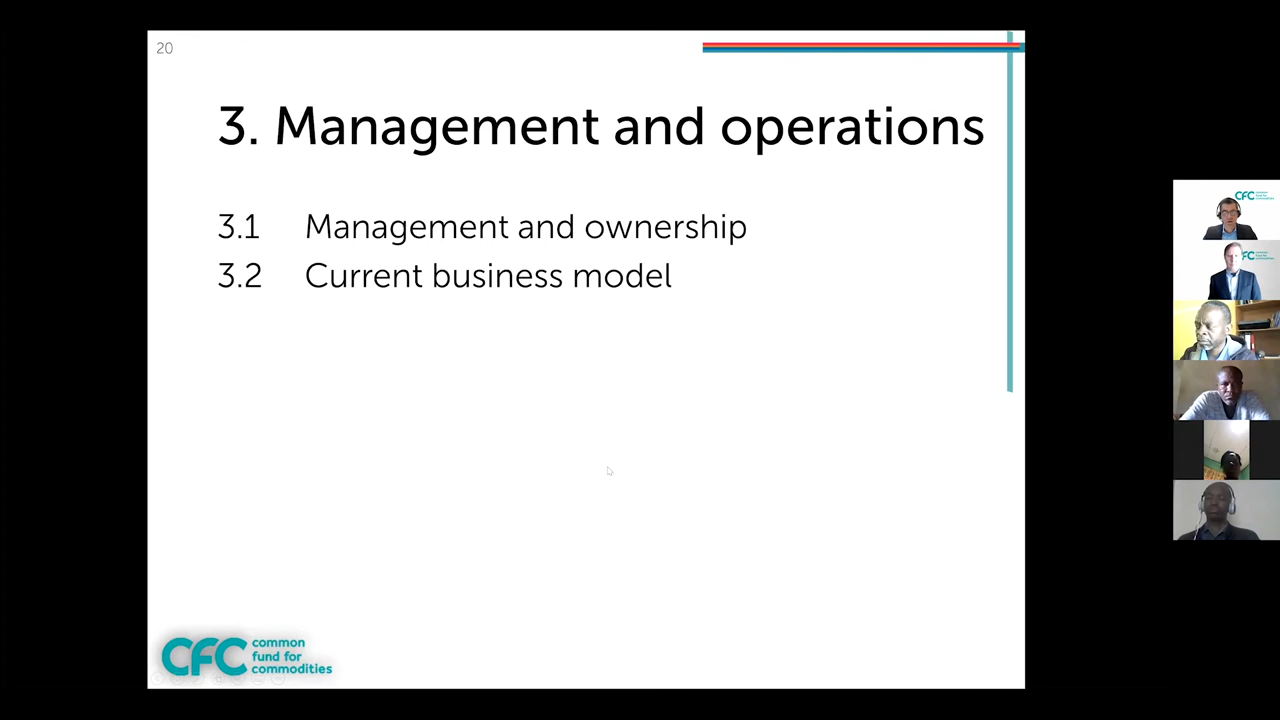 20
3. Management and operations
3.1 Management and ownership
3.2 Current business model
CFC common
fund for
commodities
CFC